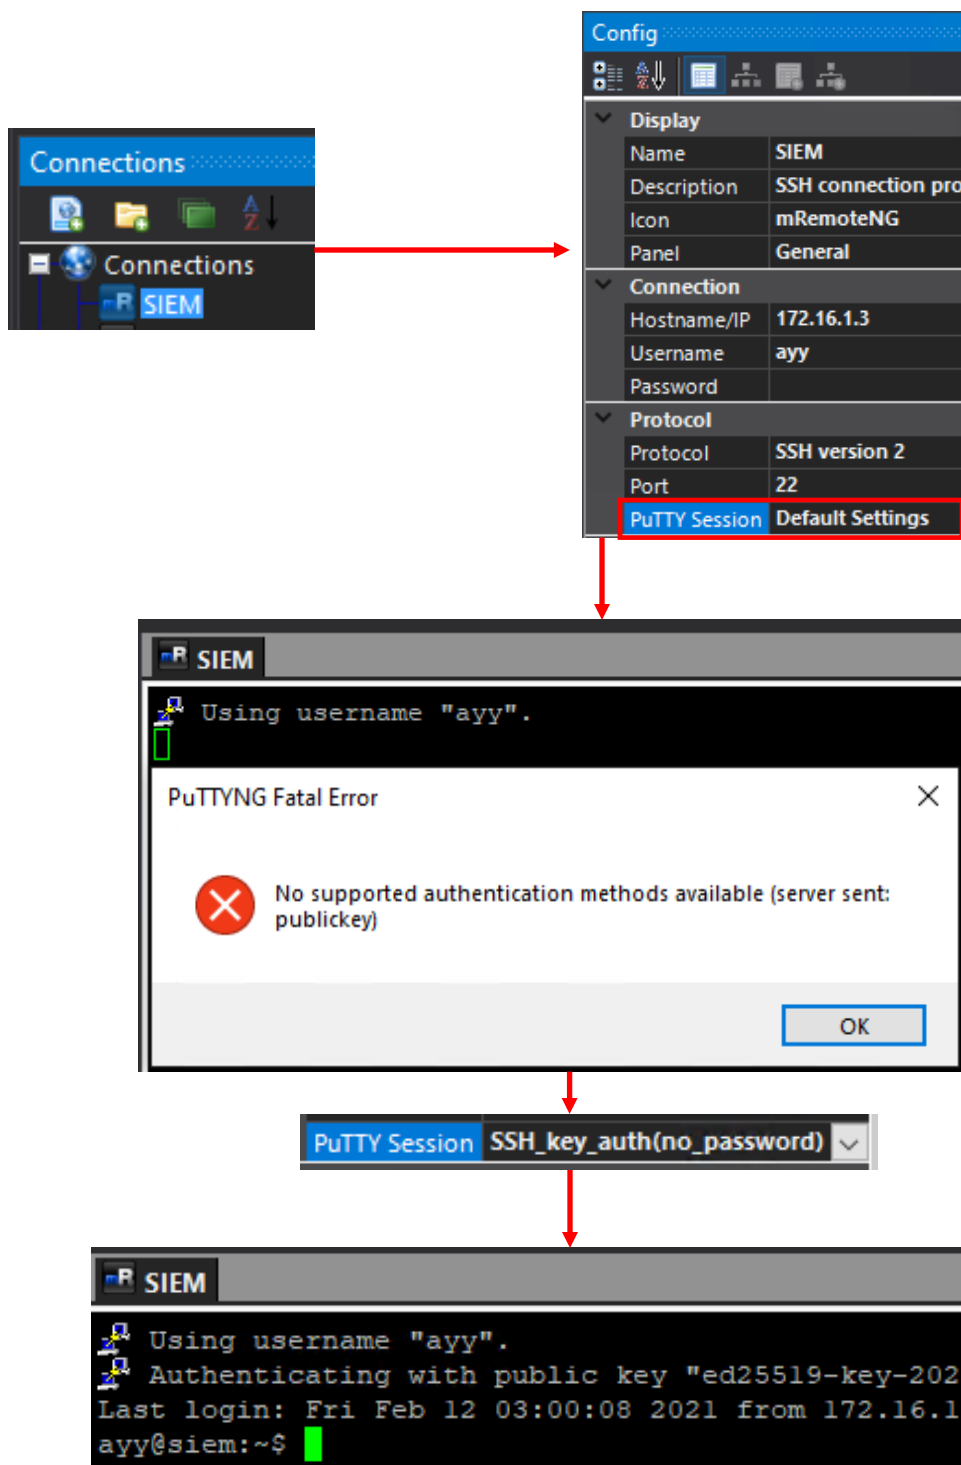 Config
Display
Name SIEM
Description SSH connection pro
Icon mRemoteNG
Panel General
Connection
Hostname/IP 172.16.1.3
Username ayy
Password
Protocol
Protocol SSH version 2
Port 22
PuTTY Session Default Settings
Connections
Connections
SIEM
SIEM
Using username "ayy".
PuTTYNG Fatal Error
No supported authentication methods available (server sent:
publickey)
OK
PuTTY Session SSH_key_auth(no_password)
SIEM
Using username "ayy".
Authenticating with public key "ed25519-key-202
Last login: Fri Feb 12 03:00:08 2021 from 172.16.1
ayy@siem:~$